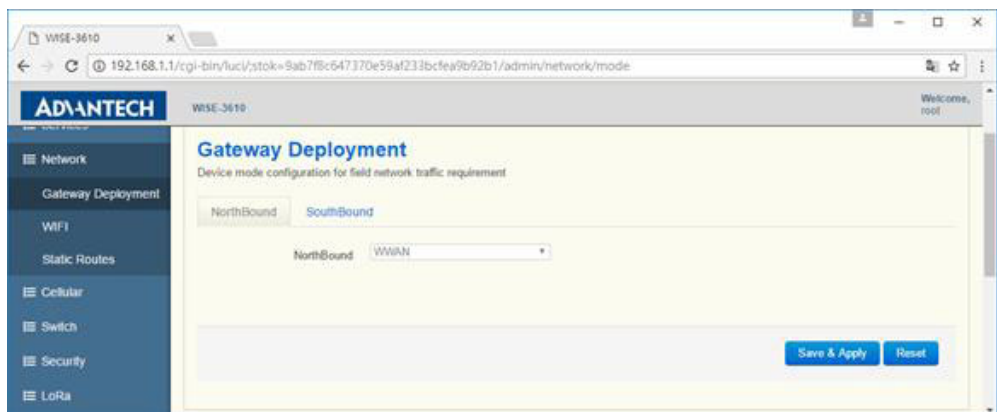 WISE-3610
192.168.1.1/cgi-bin/luci/;stok=9ab7f8c647370e59af233bcfea9b92b1/admin/network/mode
ADVANTECH
WISE-3610
Welcome,
root
Services
Network
Gateway Deployment
WIFI
Static Routes
Cellular
Switch
Security
LoRa
Gateway Deployment
Device mode configuration for field network traffic requirement
NorthBound
SouthBound
NorthBound
WWAN
Save & Apply
Reset